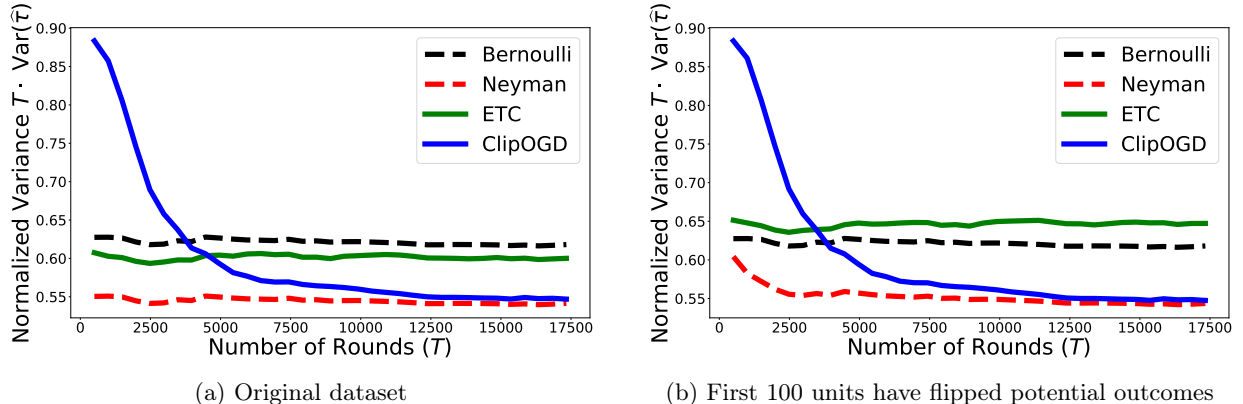 Normalized Variance T · Var(τ̂)
0.90
0.85
0.80
0.75
0.70
0.65
0.60
0.55
0 2500 5000 7500 10000 12500 15000 17500
Number of Rounds (T)
Bernoulli
Neyman
ETC
ClipOGD
(a) Original dataset
Normalized Variance T · Var(τ̂)
0.90
0.85
0.80
0.75
0.70
0.65
0.60
0.55
0 2500 5000 7500 10000 12500 15000 17500
Number of Rounds (T)
Bernoulli
Neyman
ETC
ClipOGD
(b) First 100 units have flipped potential outcomes